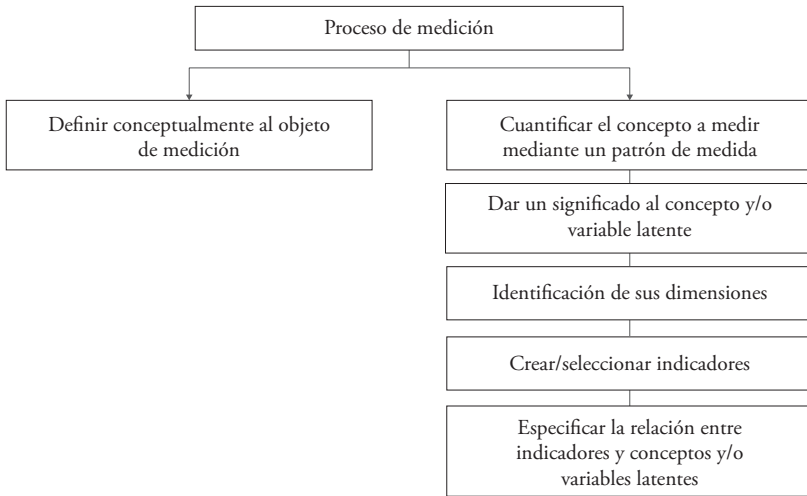 Proceso de medición
Definir conceptualmente al objeto
de medición
Cuantificar el concepto a medir
mediante un patrón de medida
Dar un significado al concepto y/o
variable latente
Identificación de sus dimensiones
Crear/seleccionar indicadores
Especificar la relación entre
indicadores y conceptos y/o
variables latentes